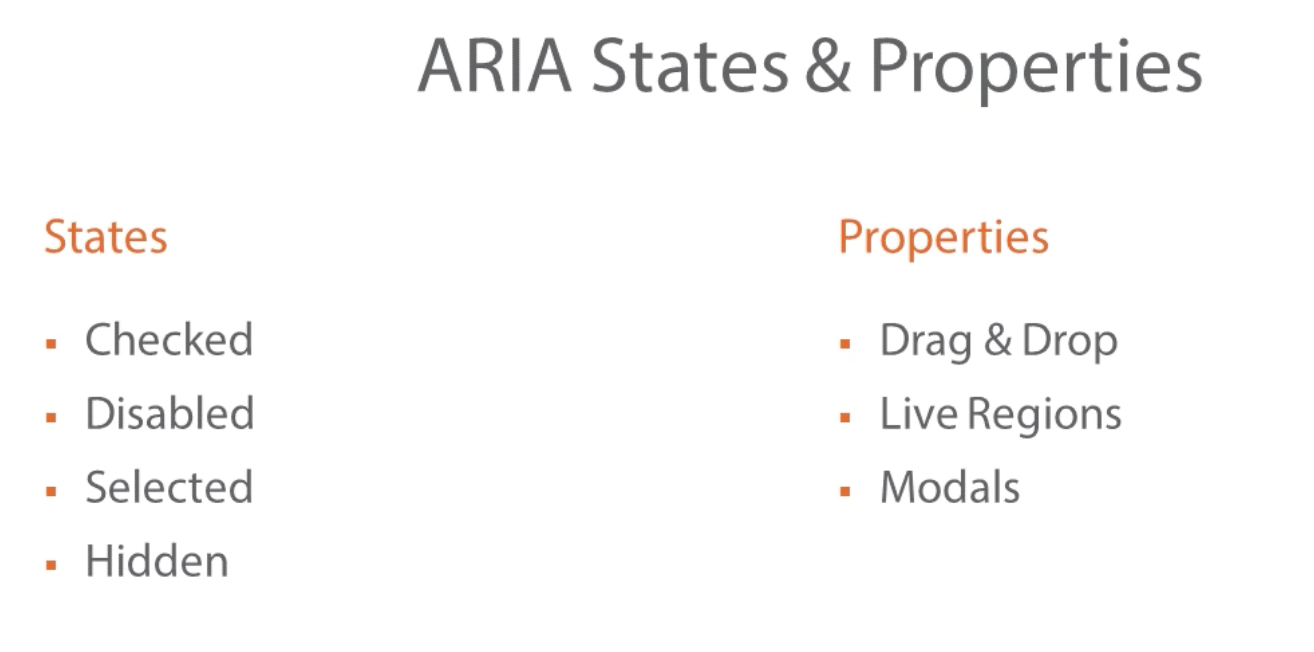 ARIA States & Properties
States
Checked
Disabled
Selected
Hidden
Properties
Drag & Drop
Live Regions
Modals